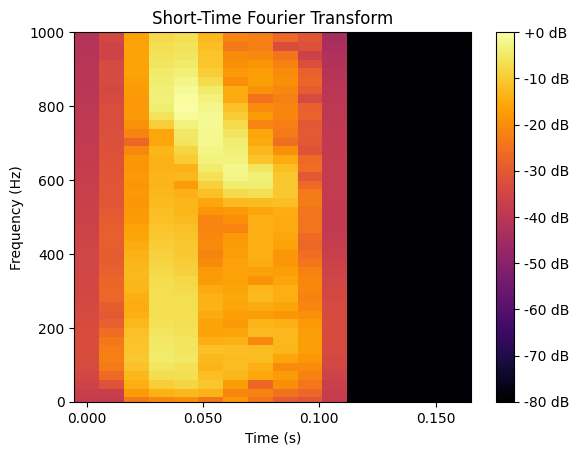 Short-Time Fourier Transform
Frequency (Hz)
1000
800
600
400
200
0
0.000
0.050
0.100
0.150
Time (s)
+0 dB
-10 dB
-20 dB
-30 dB
-40 dB
-50 dB
-60 dB
-70 dB
-80 dB